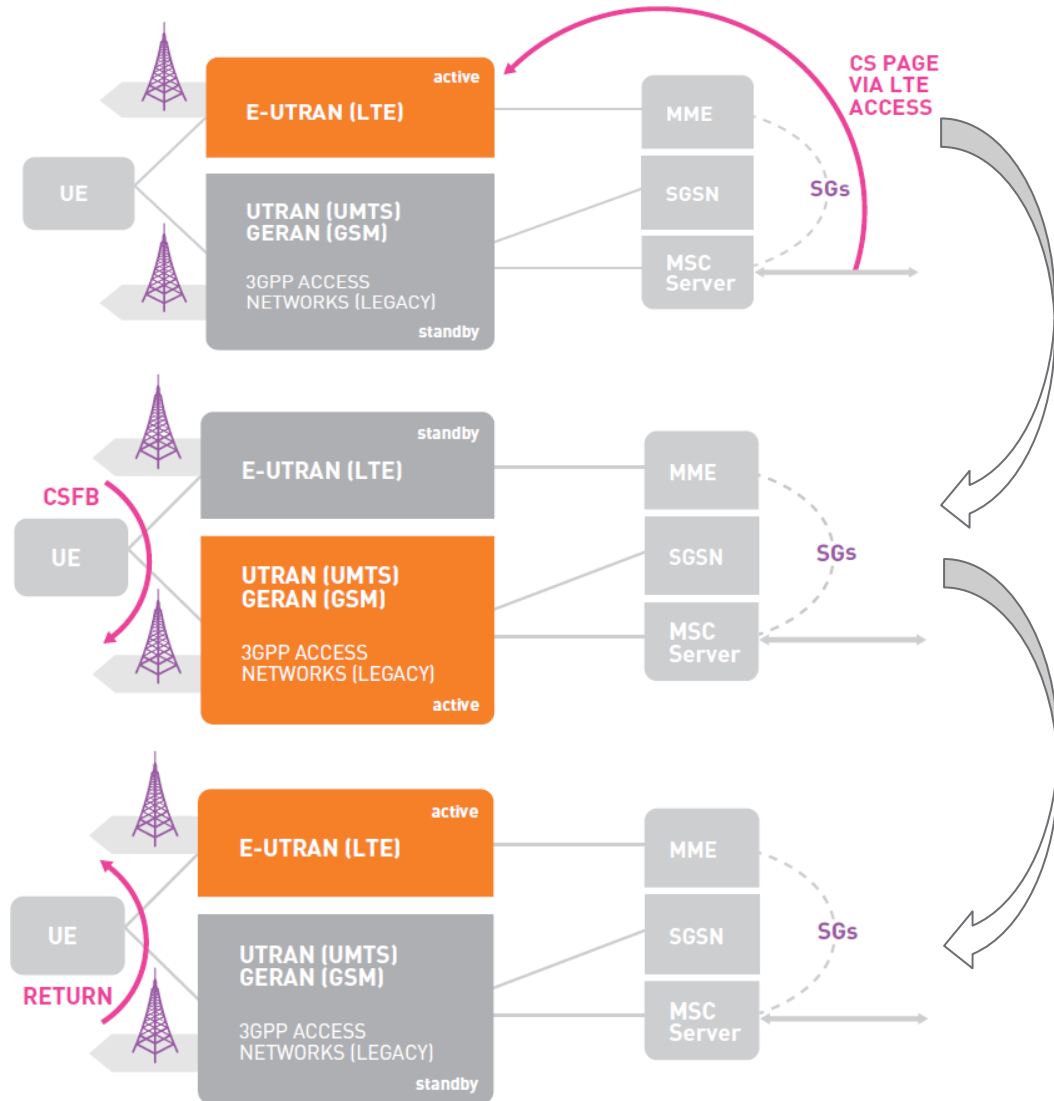 active
E-UTRAN (LTE)
UE
UTRAN (UMTS)
GERAN (GSM)
3GPP ACCESS
NETWORKS (LEGACY)
standby
MME
SGSN
MSC
Server
SGs
CS PAGE
VIA LTE
ACCESS
standby
E-UTRAN (LTE)
CSFB
UE
UTRAN (UMTS)
GERAN (GSM)
3GPP ACCESS
NETWORKS (LEGACY)
active
MME
SGSN
MSC
Server
SGs
active
E-UTRAN (LTE)
UE
RETURN
UTRAN (UMTS)
GERAN (GSM)
3GPP ACCESS
NETWORKS (LEGACY)
standby
MME
SGSN
MSC
Server
SGs